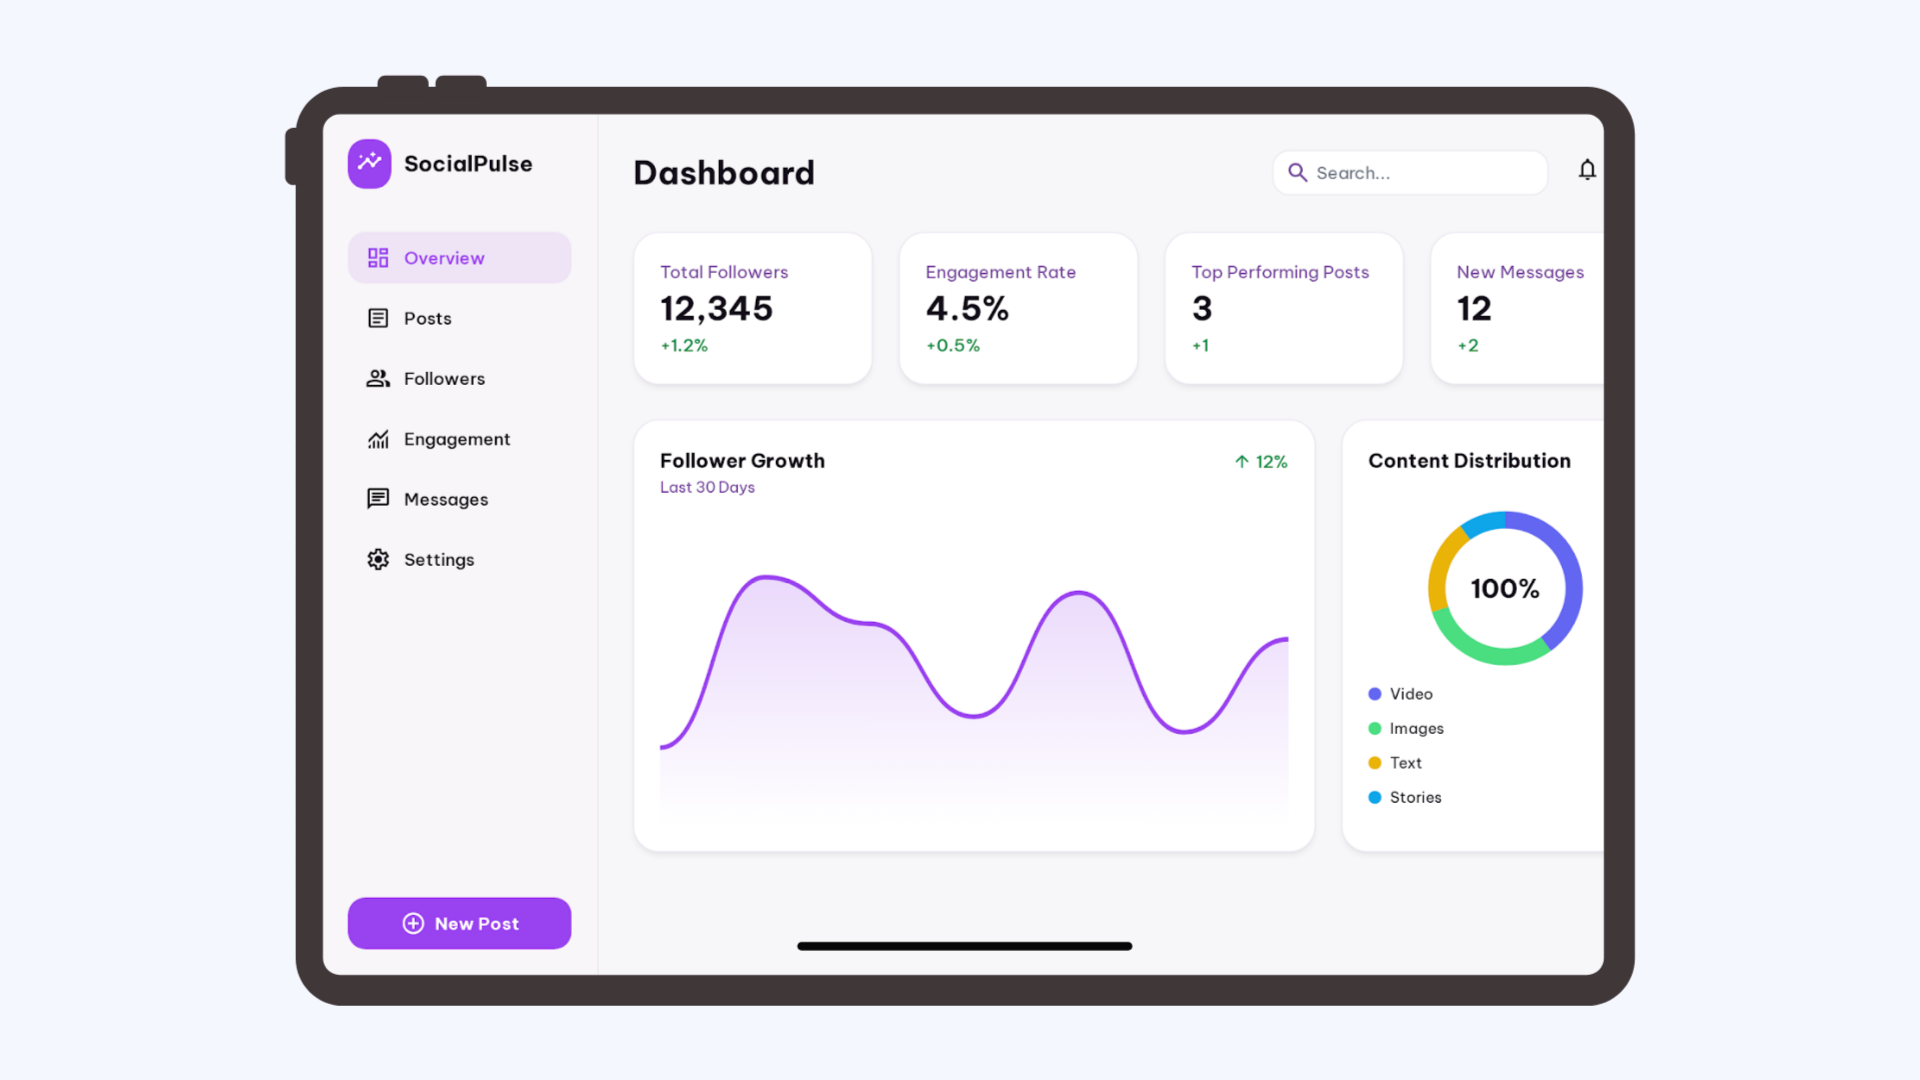 SocialPulse
Overview
Posts
Followers
Engagement
Messages
Settings
New Post
Dashboard
Search...
Total Followers
12,345
+1.2%
Engagement Rate
4.5%
+0.5%
Top Performing Posts
3
+1
New Messages
12
+2
Follower Growth
Last 30 Days
↑ 12%
Content Distribution
100%
Video
Images
Text
Stories